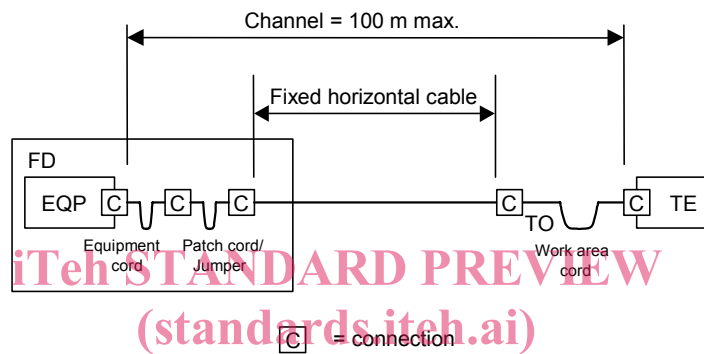 Channel = 100 m max.
Fixed horizontal cable
FD
EQP C C C C C TE
TO
Equipment cord
Patch cord/ Jumper
Work area cord
iTeh STANDARD PREVIEW
(standards.iteh.ai)
C = connection